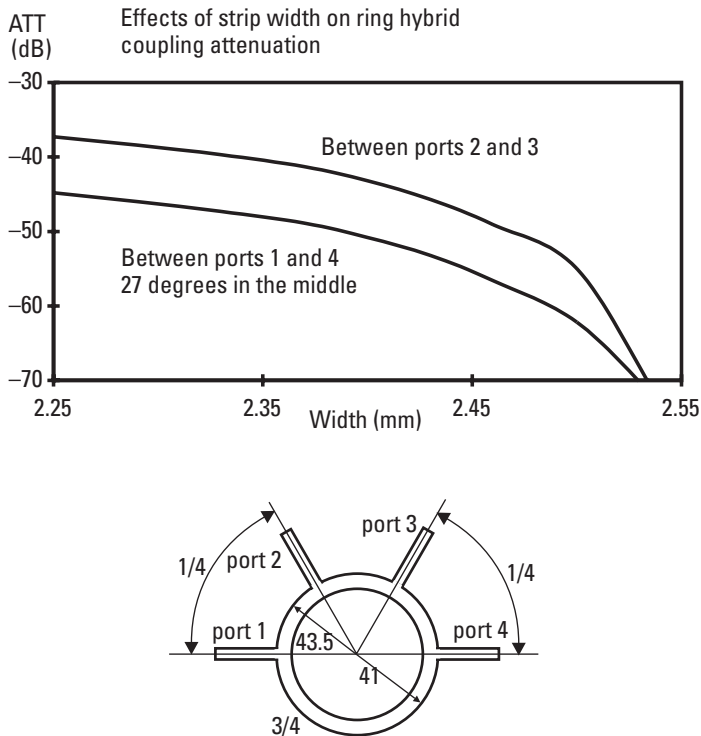 ATT
(dB)
Effects of strip width on ring hybrid
coupling attenuation
–30
–40
–50
–60
–70
Between ports 2 and 3
Between ports 1 and 4
27 degrees in the middle
2.25
2.35
2.45
2.55
Width (mm)
1/4
port 2
port 3
1/4
port 1
port 4
43.5
41
3/4